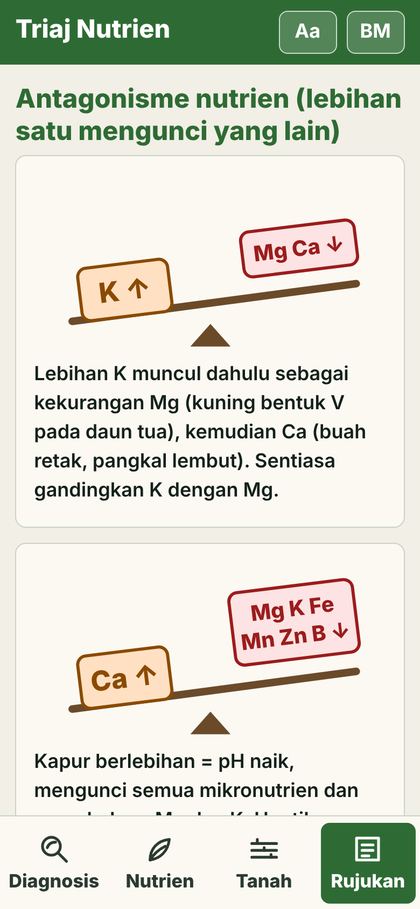 Triaj Nutrien
Aa
BM
Antagonisme nutrien (lebihan
satu mengunci yang lain)
K ↑
Mg Ca ↓
Lebihan K muncul dahulu sebagai
kekurangan Mg (kuning bentuk V
pada daun tua), kemudian Ca (buah
retak, pangkal lembut). Sentiasa
gandingkan K dengan Mg.
Ca ↑
Mg K Fe
Mn Zn B ↓
Kapur berlebihan = pH naik,
mengunci semua mikronutrien dan
Diagnosis
Nutrien
Tanah
Rujukan